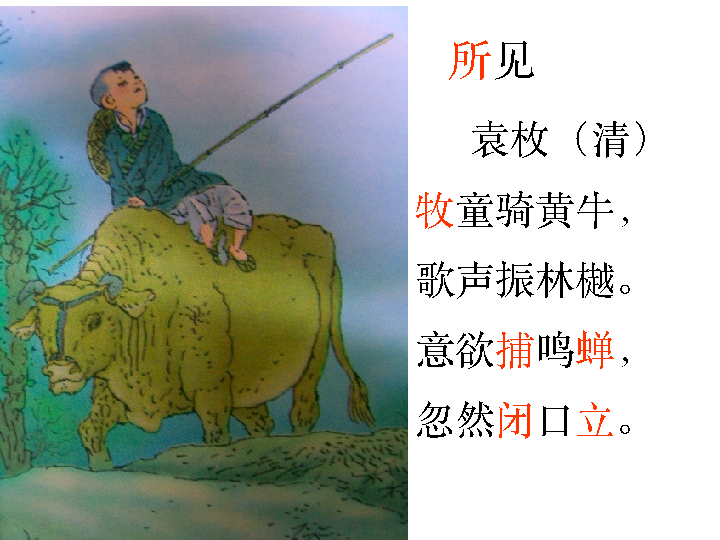 所见
袁枚（清）
牧童骑黄牛，
歌声振林樾。
意欲捕鸣蝉，
忽然闭口立。